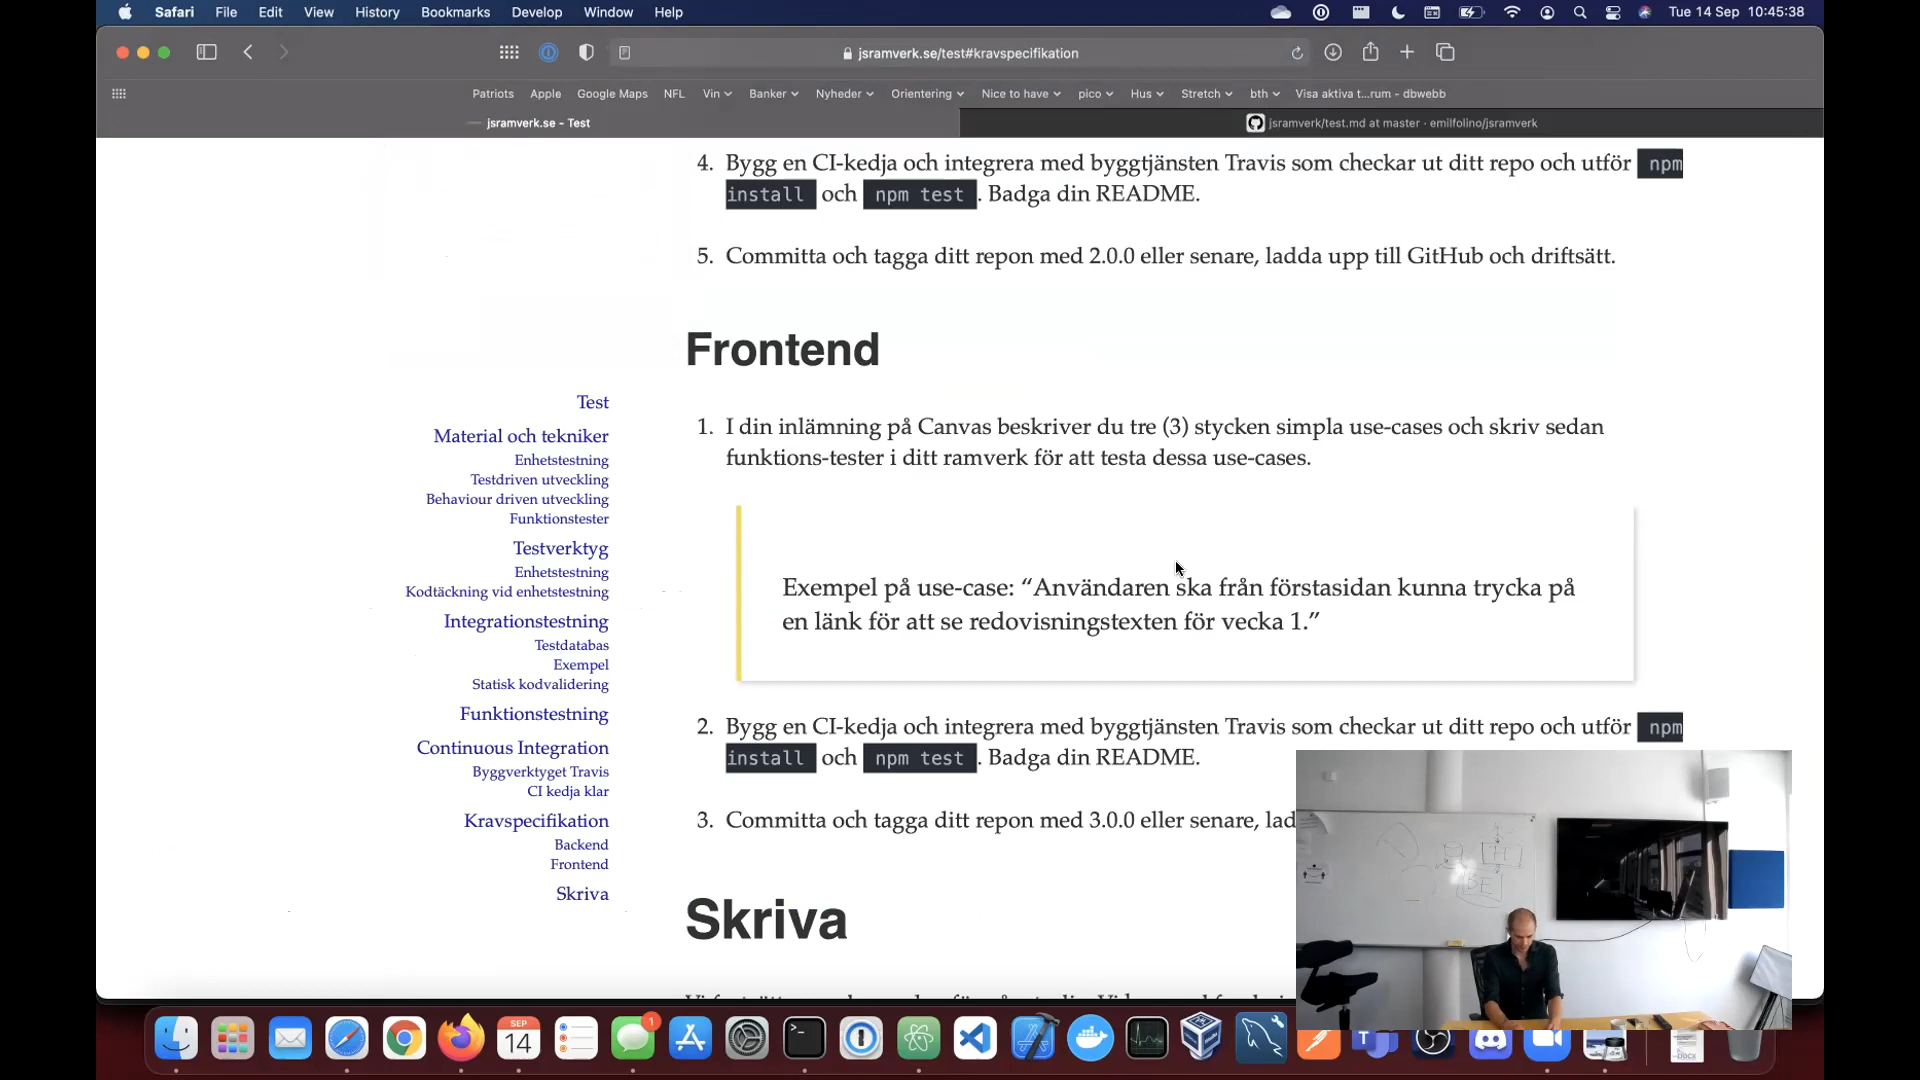 Safari File Edit View History Bookmarks Develop Window Help Tue 14 Sep 10:45:38
jsramverk.se/test#kravspecifikation
Patriots Apple Google Maps NFL Vin Banker Nyheder Orientering Nice to have pico Hus Stretch bth Visa aktiva t...rum - dbwebb
jsramverk.se - Test
jsramverk/test.md at master · emilfolino/jsramverk
4. Bygg en CI-kedja och integrera med byggtjänsten Travis som checkar ut ditt repo och utför npm
install och npm test. Badga din README.
5. Committa och tagga ditt repon med 2.0.0 eller senare, ladda upp till GitHub och driftsätt.
Frontend
Test
Material och tekniker
Enhetstestning
Testdriven utveckling
Behaviour driven utveckling
Funktionstester
Testverktyg
Enhetstestning
Kodtäckning vid enhetstestning
Integrationstestning
Testdatabas
Exempel
Statisk kodvalidering
Funktionstestning
Continuous Integration
Byggverktyget Travis
CI kedja klar
Kravspecifikation
Backend
Frontend
Skriva
1. I din inlämning på Canvas beskriver du tre (3) stycken simpla use-cases och skriv sedan
funktions-tester i ditt ramverk för att testa dessa use-cases.
Exempel på use-case: “Användaren ska från förstasidan kunna trycka på
en länk för att se redovisningstexten för vecka 1.”
2. Bygg en CI-kedja och integrera med byggtjänsten Travis som checkar ut ditt repo och utför npm
install och npm test. Badga din README.
3. Committa och tagga ditt repon med 3.0.0 eller senare, lad
Skriva
BE
SEP
14
1
DOCX